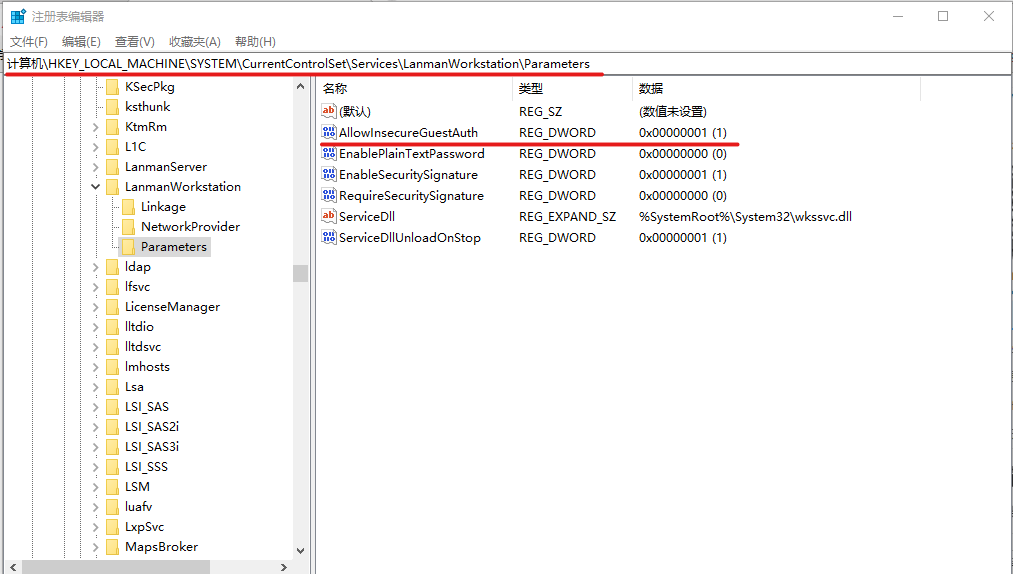 注册表编辑器
文件(F) 编辑(E) 查看(V) 收藏夹(A) 帮助(H)
计算机\HKEY_LOCAL_MACHINE\SYSTEM\CurrentControlSet\Services\LanmanWorkstation\Parameters
KSecPkg
ksthunk
KtmRm
L1C
LanmanServer
LanmanWorkstation
Linkage
NetworkProvider
Parameters
ldap
lfsvc
LicenseManager
lltdio
lltdsvc
lmhosts
Lsa
LSI_SAS
LSI_SAS2i
LSI_SAS3i
LSI_SSS
LSM
luafv
LxpSvc
MapsBroker
名称 类型 数据
(默认) REG_SZ (数值未设置)
AllowInsecureGuestAuth REG_DWORD 0x00000001 (1)
EnablePlainTextPassword REG_DWORD 0x00000000 (0)
EnableSecuritySignature REG_DWORD 0x00000001 (1)
RequireSecuritySignature REG_DWORD 0x00000000 (0)
ServiceDll REG_EXPAND_SZ %SystemRoot%\System32\wkssvc.dll
ServiceDllUnloadOnStop REG_DWORD 0x00000001 (1)